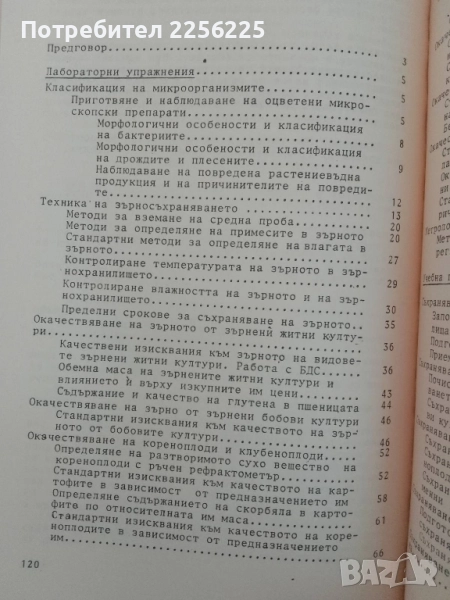 Потребител 2256225
СЪДЪРЖАНИЕ
Предговор 3
Лабораторни упражнения 5
Класификация на микроорганизмите 5
Приготвяне и наблюдаване на оцветени микро-
скопски препарати 5
Морфологични особености и класификация
на бактериите 8
Морфологични особености и класификация
на дрождите и плесените 9
Наблюдаване на повредена растениевъдна
продукция и на причинителите на повреди-
те 12
Техника на зърносъхраняването 13
Методи за вземане на средна проба 20
Методи за определяне на примесите в зърното 20
Стандартни методи за определяне на влагата в
зърното 27
Контролиране температурата на зърното в зър-
нохранилището 29
Контролиране влажността на зърното и на зър-
нохранилището 30
Пределни срокове за съхраняване на зърното 35
Окачествяване на зърното от зърнени житни култу-
ри 36
Качествени изисквания към зърното на видове-
те зърнени житни култури. Работа с БДС 36
Обемна маса на зърнените житни култури и
влиянието ѝ върху изкупните им цени 43
Съдържание и качество на глутена в пшеницата 44
Окачествяване на зърно от зърнени бобови култури 46
Стандартни изисквания към качеството на зър-
ното от бобовите култури 46
Окачествяване на кореноплоди и клубеноплоди 52
Определяне на разтворимото сухо вещество на
кореноплоди с ръчен рефрактометър 52
Стандартни изисквания към качеството на кар-
тофите в зависимост от предназначението им 58
Определяне съдържанието на скорбяла в карто-
фите по относителната им маса 61
Стандартни изисквания към качеството на коре-
ноплодите в зависимост от предназначението
им 66
120
bazar